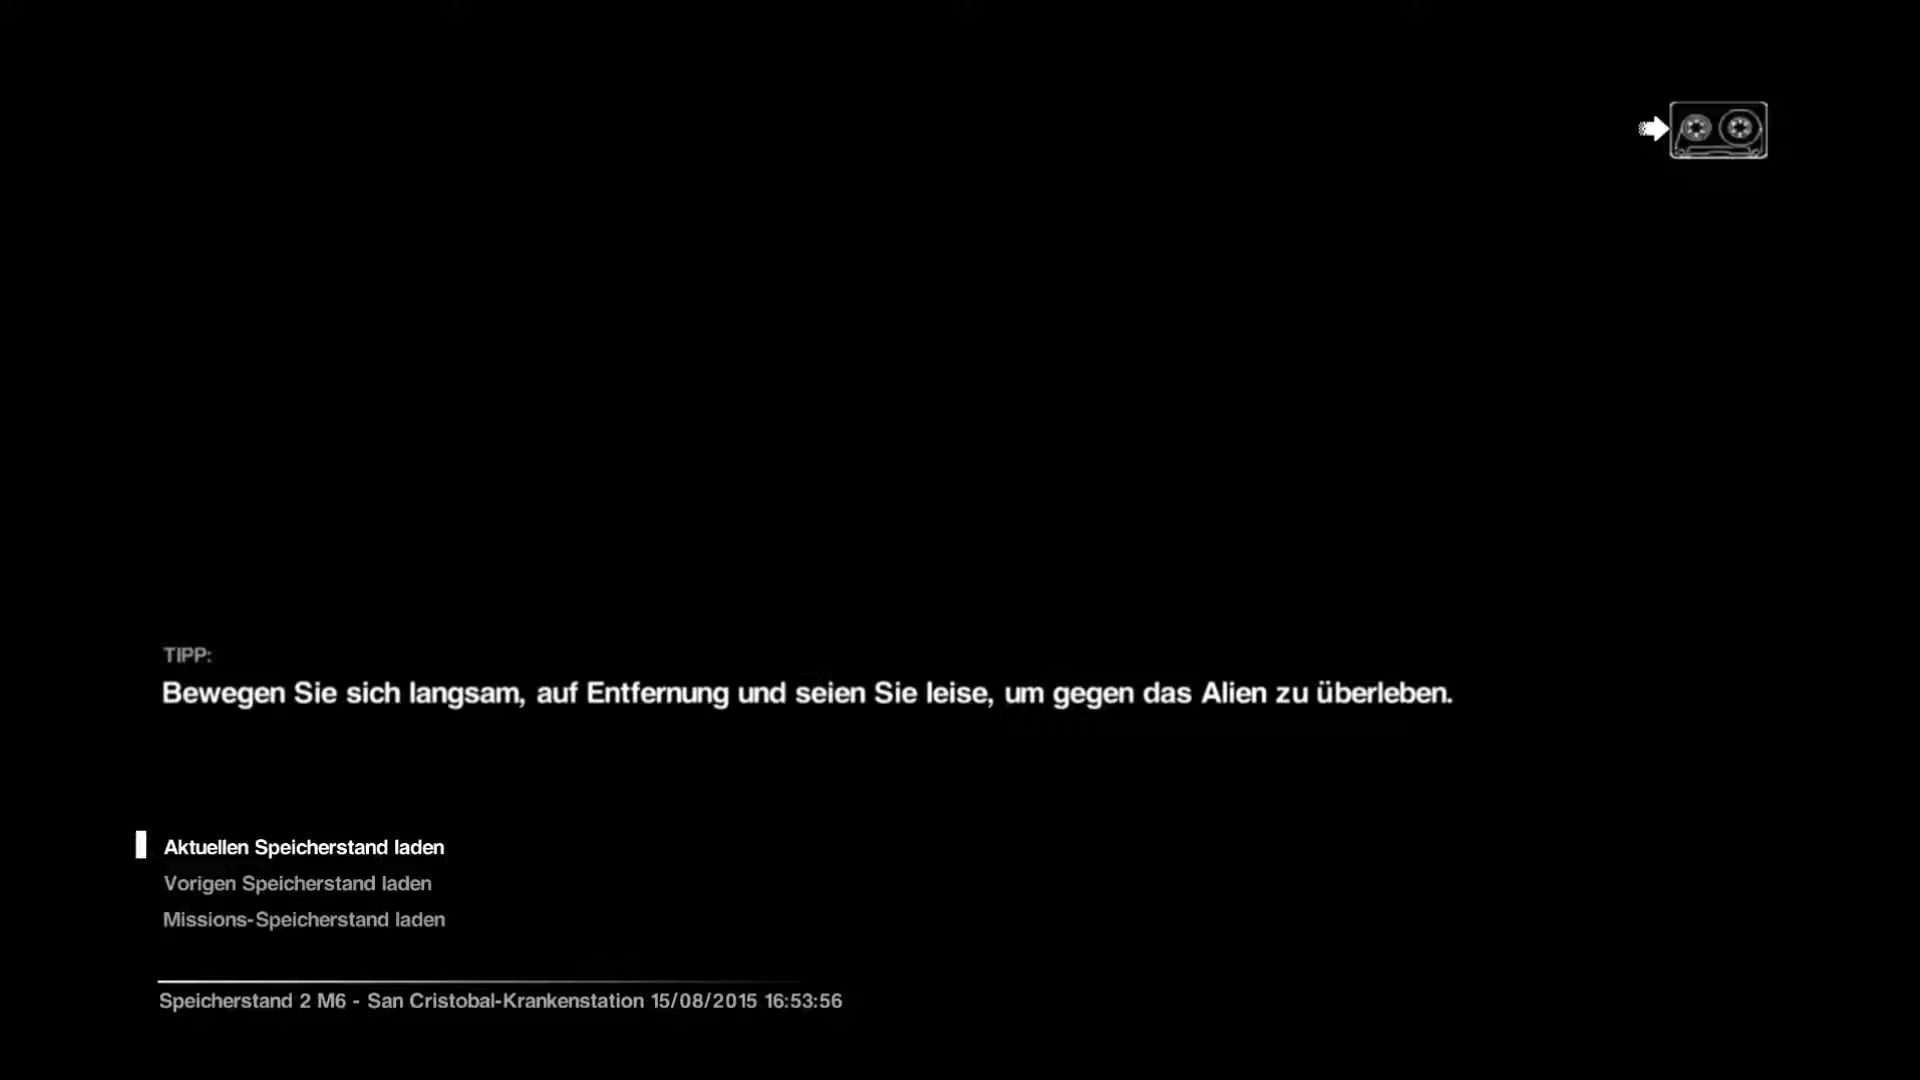 TIPP:
Bewegen Sie sich langsam, auf Entfernung und seien Sie leise, um gegen das Alien zu überleben.
Aktuellen Speicherstand laden
Vorigen Speicherstand laden
Missions-Speicherstand laden
Speicherstand 2 M6 - San Cristobal-Krankenstation 15/08/2015 16:53:56